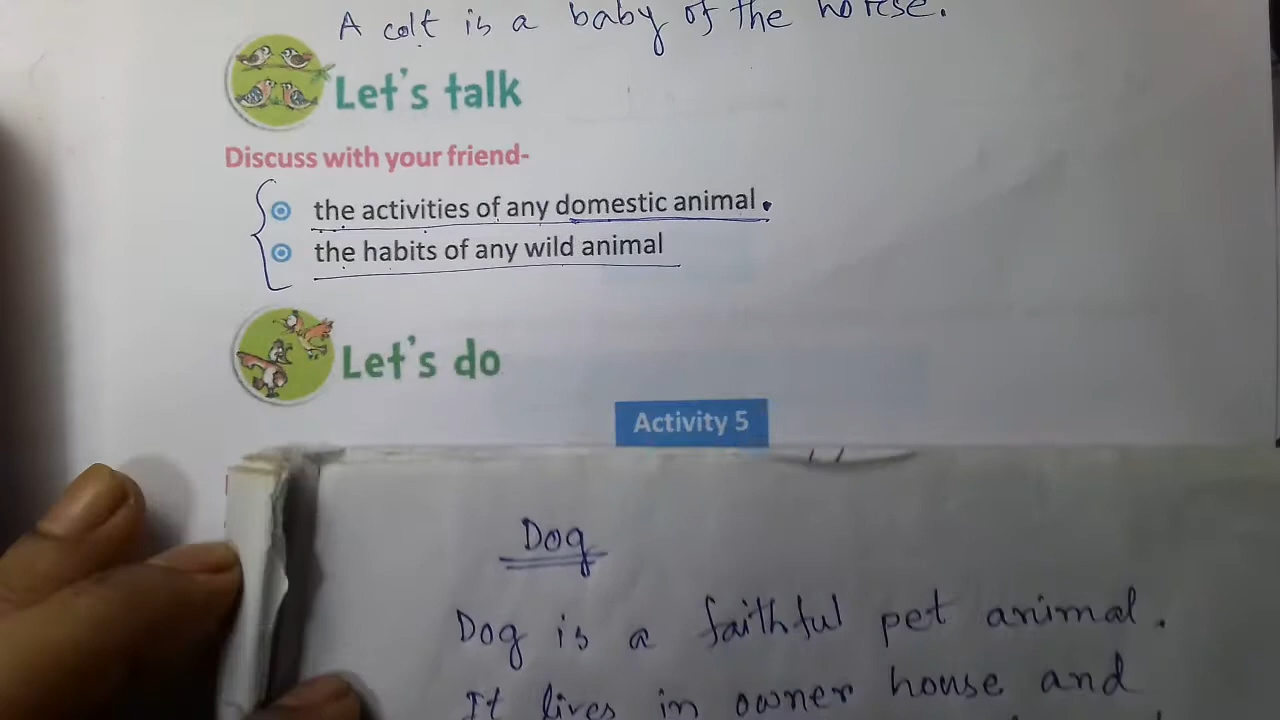 A colt is a baby of the horse.
Let's talk
Discuss with your friend-
the activities of any domestic animal.
the habits of any wild animal
Let's do
Activity 5
Dog
Dog is a faithful pet animal.
It lives in owner house and